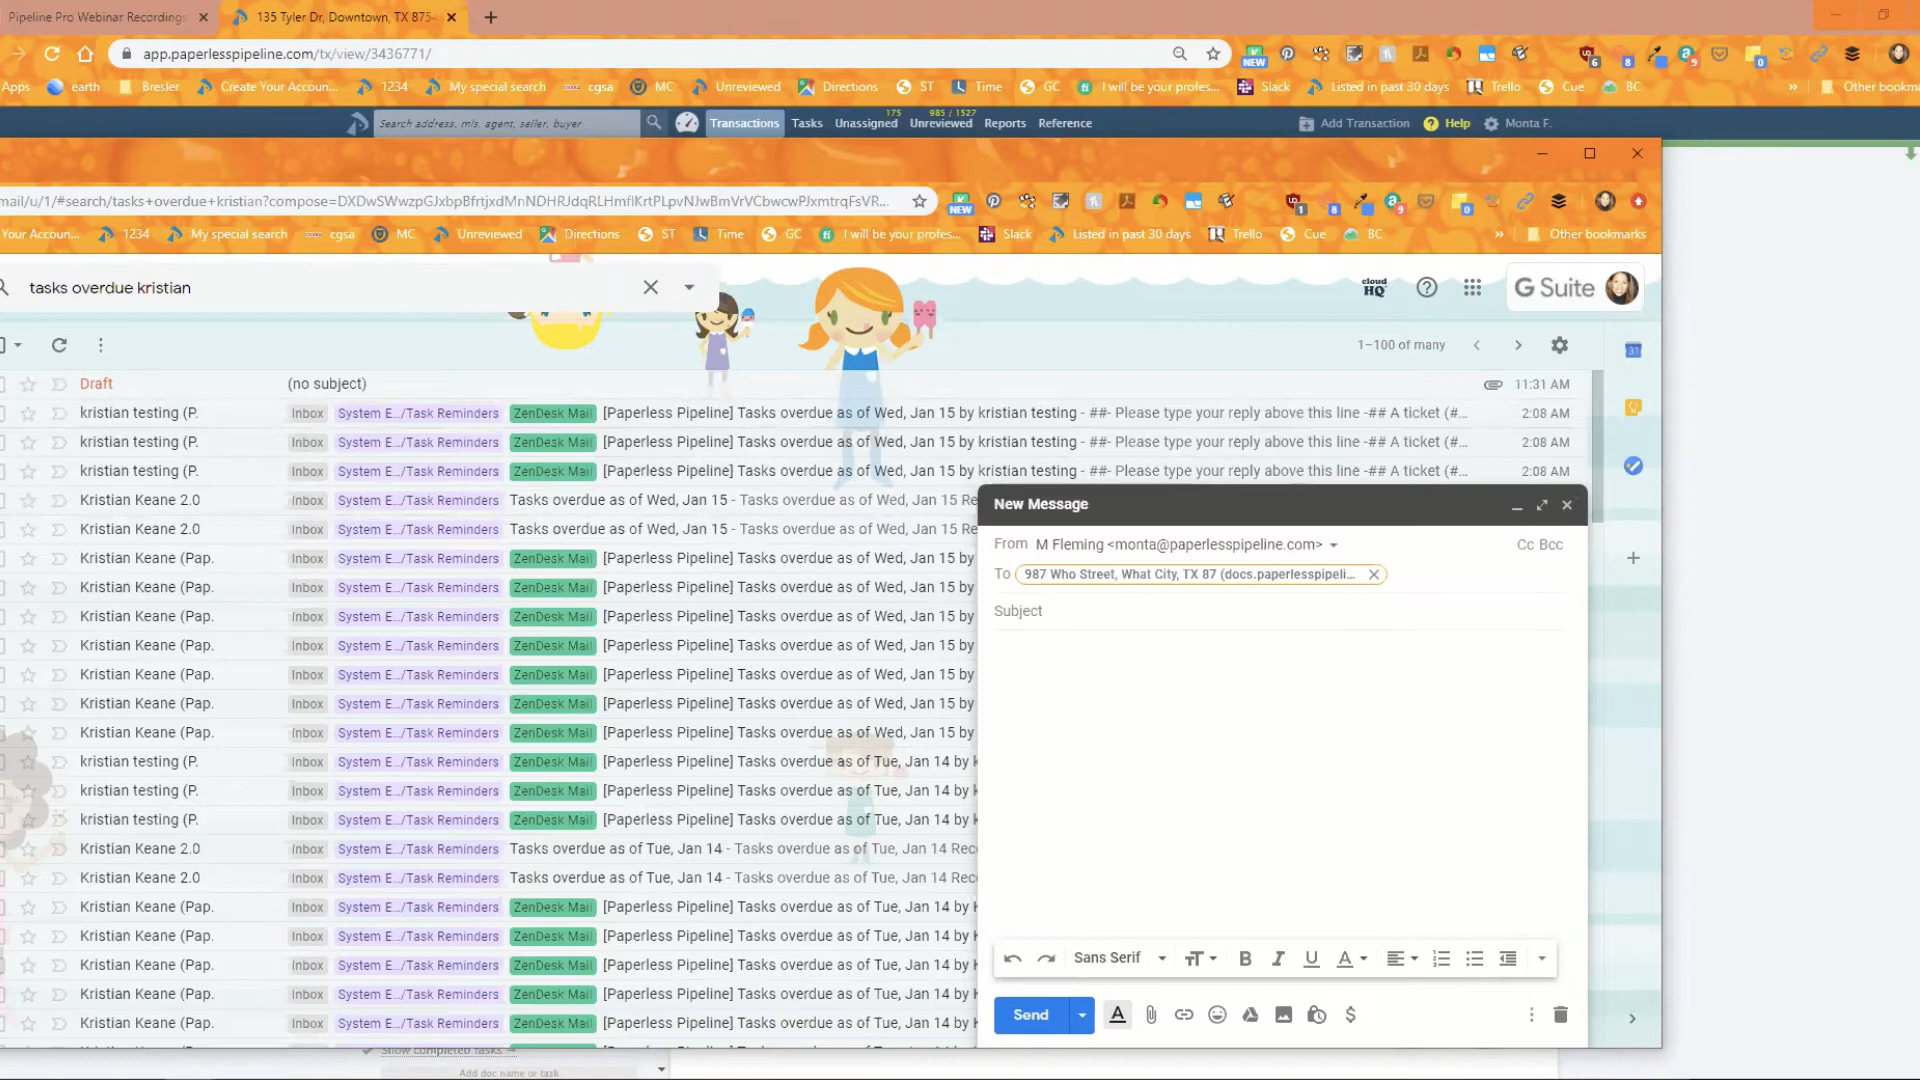 Pipeline Pro Webinar Recordings
135 Tyler Dr, Downtown, TX 875
app.paperlesspipeline.com/tx/view/3436771/
NEW
6
8
9
0
Apps earth Bresler Create Your Accoun... 1234 My special search cgsa MC Unreviewed Directions ST Time GC I will be your profes... Slack Listed in past 30 days Trello Cue BC » Other bookma
175
985 / 1527
Search address, mls, agent, seller, buyer Transactions Tasks Unassigned Unreviewed Reports Reference Add Transaction Help Monta F.
mail/u/1/#search/tasks+overdue+kristian?compose=DXDwSWwzpGJxbpBfrtjxdMnNDHRJdqRLHmflKrtPLpvNJwBmVrVCbwcwPJxmtrqFsVR...
NEW
1
8
9
0
Your Accoun... 1234 My special search cgsa MC Unreviewed Directions ST Time GC I will be your profes... Slack Listed in past 30 days Trello Cue BC » Other bookmarks
tasks overdue kristian
cloud HQ
G Suite
1–100 of many
31
Draft (no subject) 11:31 AM
kristian testing (P. Inbox System E.../Task Reminders ZenDesk Mail [Paperless Pipeline] Tasks overdue as of Wed, Jan 15 by kristian testing - ##- Please type your reply above this line -## A ticket (#... 2:08 AM
kristian testing (P. Inbox System E.../Task Reminders ZenDesk Mail [Paperless Pipeline] Tasks overdue as of Wed, Jan 15 by kristian testing - ##- Please type your reply above this line -## A ticket (#... 2:08 AM
kristian testing (P. Inbox System E.../Task Reminders ZenDesk Mail [Paperless Pipeline] Tasks overdue as of Wed, Jan 15 by kristian testing - ##- Please type your reply above this line -## A ticket (#... 2:08 AM
Kristian Keane 2.0 Inbox System E.../Task Reminders Tasks overdue as of Wed, Jan 15 - Tasks overdue as of Wed, Jan 15 Re
Kristian Keane 2.0 Inbox System E.../Task Reminders Tasks overdue as of Wed, Jan 15 - Tasks overdue as of Wed, Jan 15 Re
Kristian Keane (Pap. Inbox System E.../Task Reminders ZenDesk Mail [Paperless Pipeline] Tasks overdue as of Wed, Jan 15 b
Kristian Keane (Pap. Inbox System E.../Task Reminders ZenDesk Mail [Paperless Pipeline] Tasks overdue as of Wed, Jan 15 b
Kristian Keane (Pap. Inbox System E.../Task Reminders ZenDesk Mail [Paperless Pipeline] Tasks overdue as of Wed, Jan 15 b
Kristian Keane (Pap. Inbox System E.../Task Reminders ZenDesk Mail [Paperless Pipeline] Tasks overdue as of Wed, Jan 15 b
Kristian Keane (Pap. Inbox System E.../Task Reminders ZenDesk Mail [Paperless Pipeline] Tasks overdue as of Wed, Jan 15 b
Kristian Keane (Pap. Inbox System E.../Task Reminders ZenDesk Mail [Paperless Pipeline] Tasks overdue as of Wed, Jan 15 b
Kristian Keane (Pap. Inbox System E.../Task Reminders ZenDesk Mail [Paperless Pipeline] Tasks overdue as of Wed, Jan 15 b
kristian testing (P. Inbox System E.../Task Reminders ZenDesk Mail [Paperless Pipeline] Tasks overdue as of Tue, Jan 14 by k
kristian testing (P. Inbox System E.../Task Reminders ZenDesk Mail [Paperless Pipeline] Tasks overdue as of Tue, Jan 14 by k
kristian testing (P. Inbox System E.../Task Reminders ZenDesk Mail [Paperless Pipeline] Tasks overdue as of Tue, Jan 14 by k
Kristian Keane 2.0 Inbox System E.../Task Reminders Tasks overdue as of Tue, Jan 14 - Tasks overdue as of Tue, Jan 14 Rec
Kristian Keane 2.0 Inbox System E.../Task Reminders Tasks overdue as of Tue, Jan 14 - Tasks overdue as of Tue, Jan 14 Rec
Kristian Keane (Pap. Inbox System E.../Task Reminders ZenDesk Mail [Paperless Pipeline] Tasks overdue as of Tue, Jan 14 by K
Kristian Keane (Pap. Inbox System E.../Task Reminders ZenDesk Mail [Paperless Pipeline] Tasks overdue as of Tue, Jan 14 by K
Kristian Keane (Pap. Inbox System E.../Task Reminders ZenDesk Mail [Paperless Pipeline] Tasks overdue as of Tue, Jan 14 by K
Kristian Keane (Pap. Inbox System E.../Task Reminders ZenDesk Mail [Paperless Pipeline] Tasks overdue as of Tue, Jan 14 by K
Kristian Keane (Pap. Inbox System E.../Task Reminders ZenDesk Mail [Paperless Pipeline] Tasks overdue as of Tue, Jan 14 by K
New Message
From M Fleming <monta@paperlesspipeline.com>
Cc Bcc
To 987 Who Street, What City, TX 87 (docs.paperlesspipeli...
Subject
Sans Serif
Send
Show completed tasks
Add doc name or task